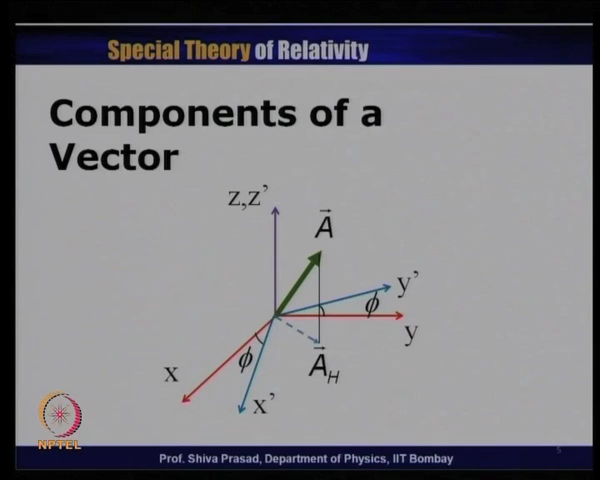 Special Theory of Relativity
Components of a
Vector
z,z'
A
y'
ϕ
y
x
ϕ
A_H
x'
NPTEL
Prof. Shiva Prasad, Department of Physics, IIT Bombay
5